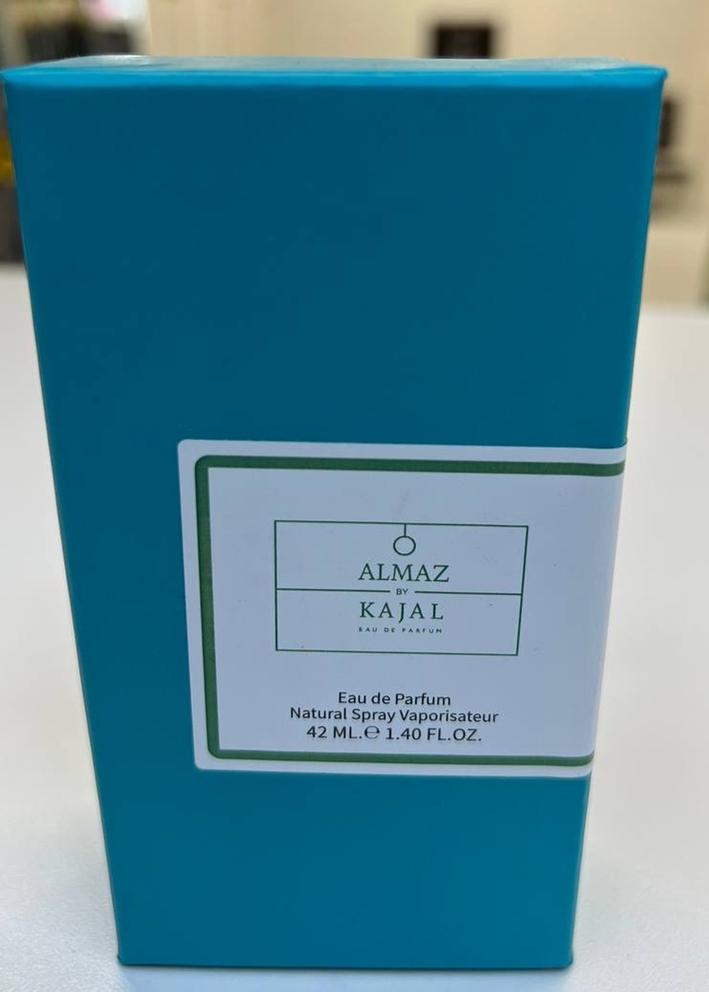 ALMAZ
BY
KAJAL
EAU DE PARFUM
Eau de Parfum
Natural Spray Vaporisateur
42 ML.℮ 1.40 FL.OZ.